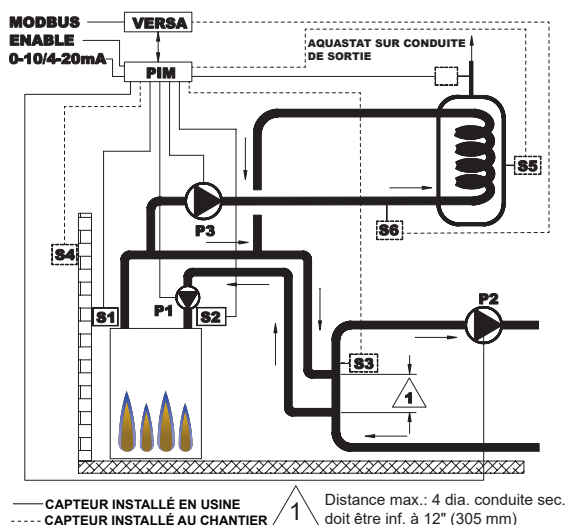 MODBUS
ENABLE
0-10/4-20mA
VERSA
PIM
AQUASTAT SUR CONDUITE
DE SORTIE
S5
S6
P3
S4
P1
S1
S2
P2
S3
1
CAPTEUR INSTALLÉ EN USINE
CAPTEUR INSTALLÉ AU CHANTIER
1
Distance max.: 4 dia. conduite sec.
doit être inf. à 12" (305 mm)